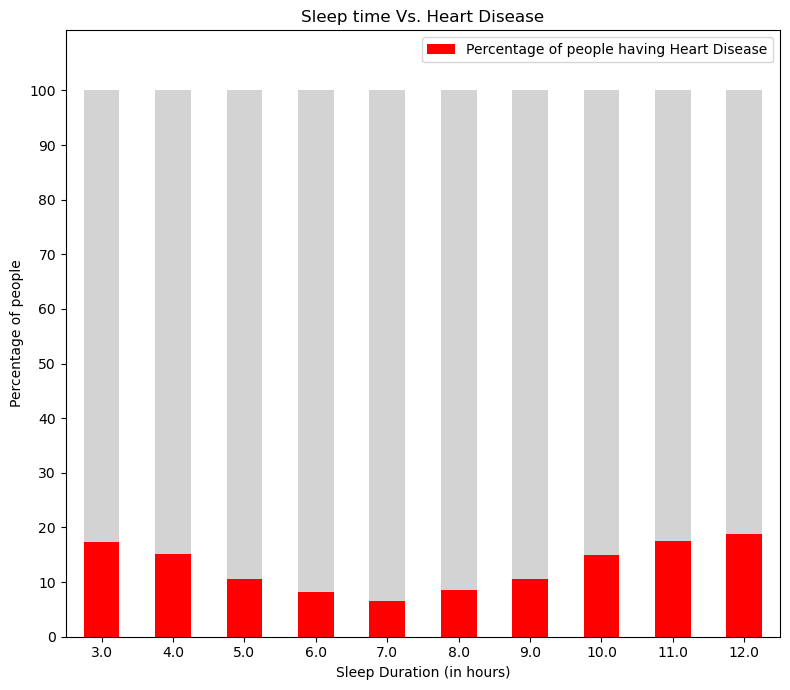 Sleep time Vs. Heart Disease
Percentage of people having Heart Disease
100
90
80
70
60
50
40
30
20
10
0
Percentage of people
3.0 4.0 5.0 6.0 7.0 8.0 9.0 10.0 11.0 12.0
Sleep Duration (in hours)